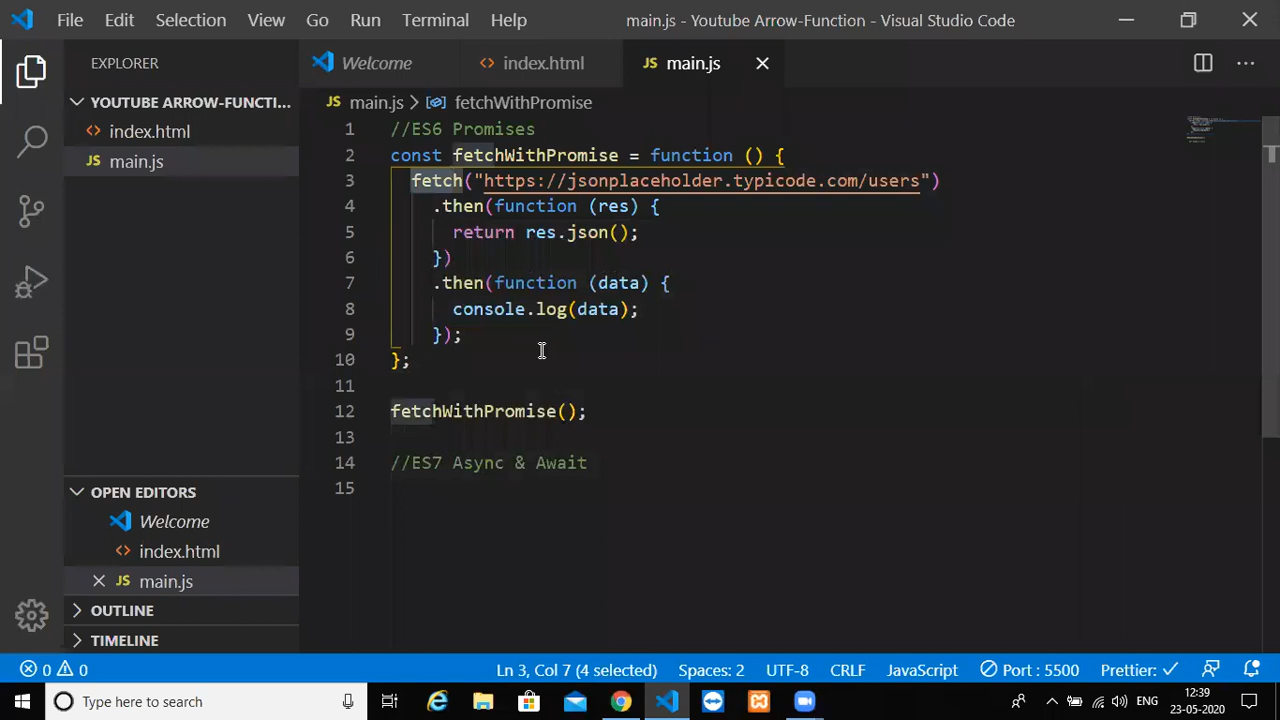 File Edit Selection View Go Run Terminal Help main.js - Youtube Arrow-Function - Visual Studio Code
EXPLORER
YOUTUBE ARROW-FUNCTI...
index.html
main.js
OPEN EDITORS
Welcome
index.html
main.js
OUTLINE
TIMELINE
Welcome index.html JS main.js
JS main.js > fetchWithPromise
1 //ES6 Promises
2 const fetchWithPromise = function () {
3 fetch("https://jsonplaceholder.typicode.com/users")
4 .then(function (res) {
5 return res.json();
6 })
7 .then(function (data) {
8 console.log(data);
9 });
10 };
11
12 fetchWithPromise();
13
14 //ES7 Async & Await
15
0 0 Ln 3, Col 7 (4 selected) Spaces: 2 UTF-8 CRLF JavaScript Port : 5500 Prettier: ✓
Type here to search ENG 12:39
23-05-2020